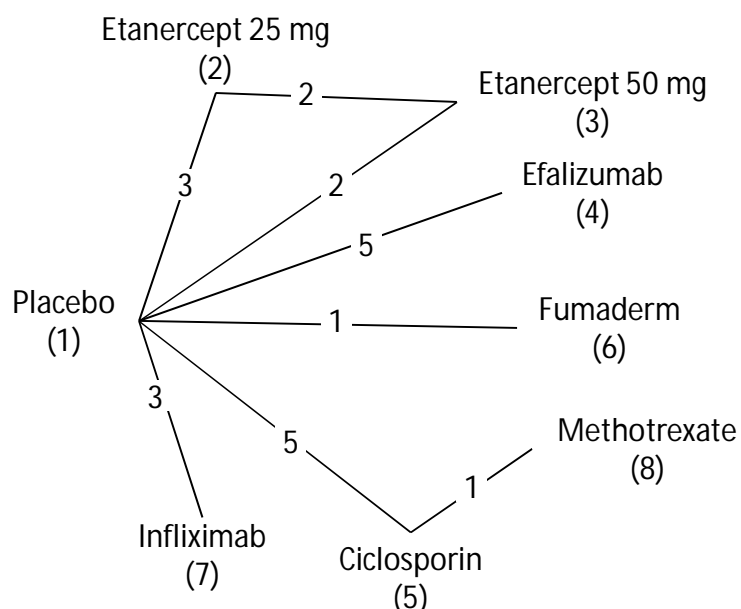 Etanercept 25 mg
(2)
2
Etanercept 50 mg
(3)
3
2
Efalizumab
(4)
5
Placebo
(1)
1
Fumaderm
(6)
3
5
Methotrexate
(8)
1
Infliximab
(7)
Ciclosporin
(5)